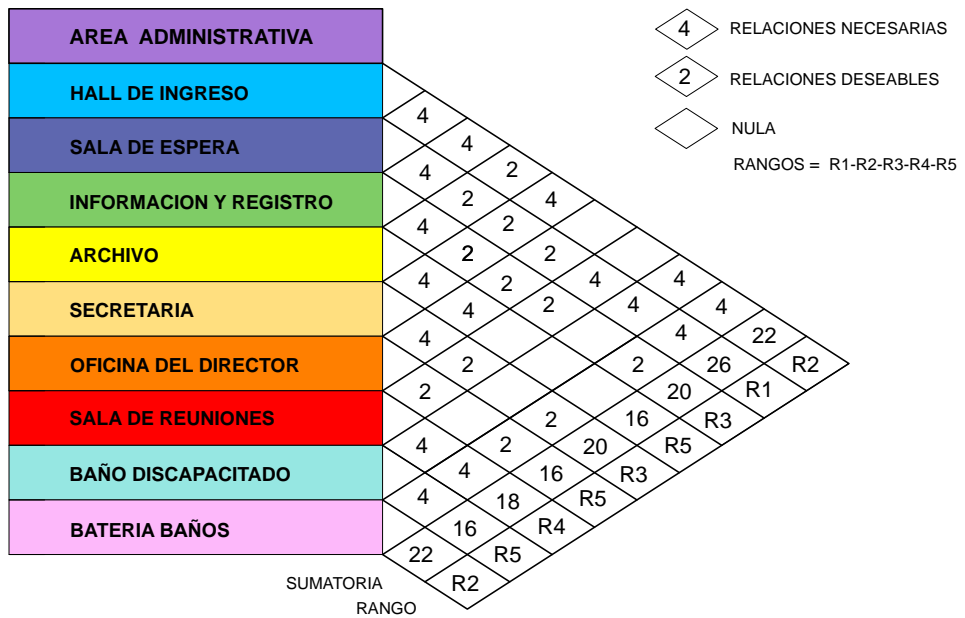 AREA ADMINISTRATIVA
HALL DE INGRESO
SALA DE ESPERA
INFORMACION Y REGISTRO
ARCHIVO
SECRETARIA
OFICINA DEL DIRECTOR
SALA DE REUNIONES
BAÑO DISCAPACITADO
BATERIA BAÑOS
4 RELACIONES NECESARIAS
2 RELACIONES DESEABLES
NULA
RANGOS = R1-R2-R3-R4-R5
4
4
4 2
2 4
4 2
2 2
4 2 4 4
4 2 4 4
4 4 22
2 2 26 R2
2 20 R1
2 16 R3
4 2 20 R5
4 16 R3
4 18 R5
16 R4
22 R5
SUMATORIA R2
RANGO